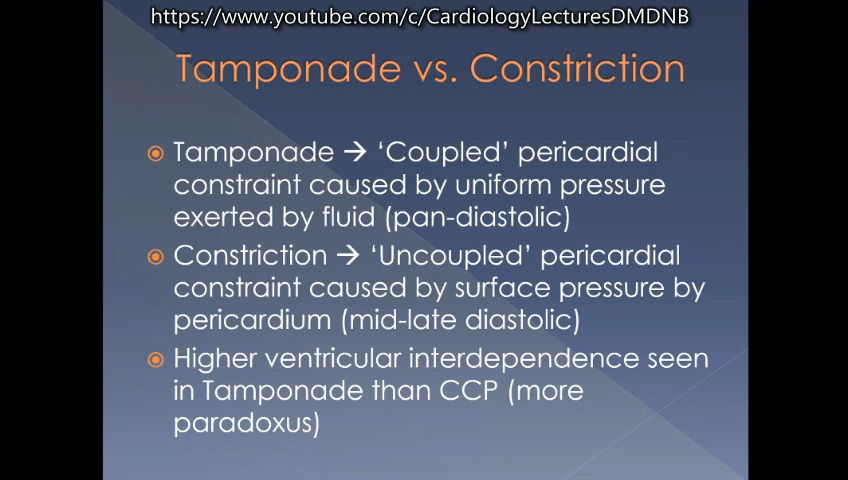 https://www.youtube.com/c/CardiologyLecturesDMDNB
Tamponade vs. Constriction
Tamponade → ‘Coupled’ pericardial
constraint caused by uniform pressure
exerted by fluid (pan-diastolic)
Constriction → ‘Uncoupled’ pericardial
constraint caused by surface pressure by
pericardium (mid-late diastolic)
Higher ventricular interdependence seen
in Tamponade than CCP (more
paradoxus)